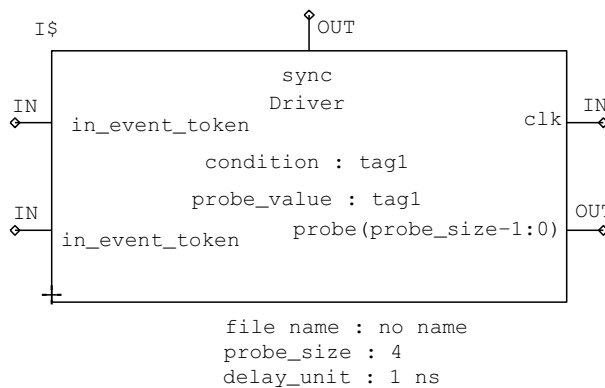 I$ OUT
sync
Driver
IN IN
in_event_token clk
condition : tag1
probe_value : tag1
IN OUT
in_event_token probe(probe_size-1:0)
file name : no name
probe_size : 4
delay_unit : 1 ns